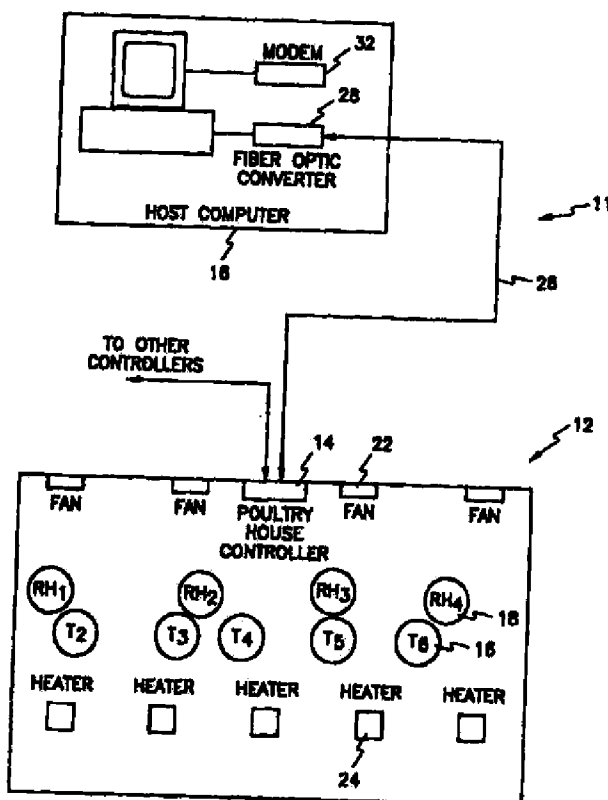 MODEM
32
28
FIBER OPTIC
CONVERTER
HOST COMPUTER
18
11
26
TO OTHER
CONTROLLERS
12
14
22
FAN
FAN
FAN
FAN
POULTRY
HOUSE
CONTROLLER
RH1
RH2
RH3
RH4
18
T2
T3
T4
T5
T6
16
HEATER
HEATER
HEATER
HEATER
HEATER
24